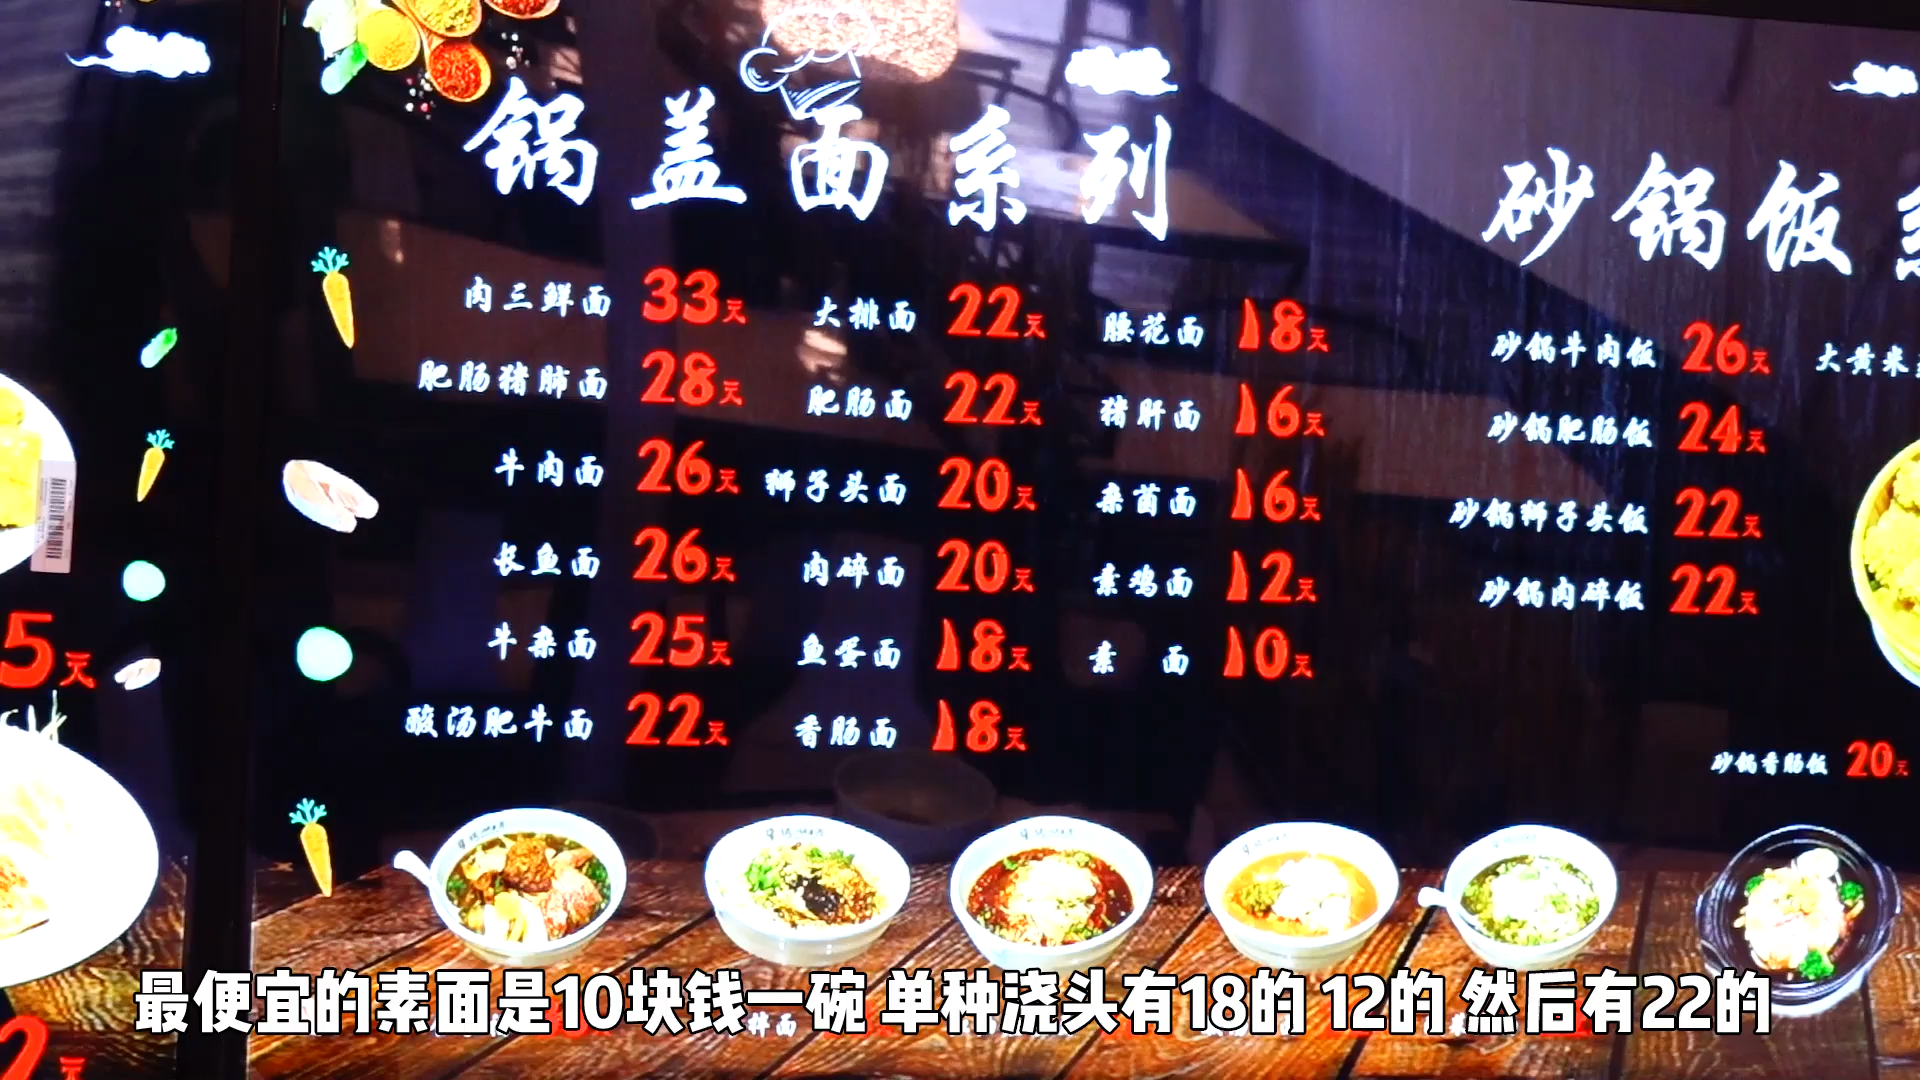 锅盖面系列
肉三鲜面 33元 大排面 22元 腰花面 18元
肥肠猪肺面 28元 肥肠面 22元 猪肝面 16元
牛肉面 26元 狮子头面 20元 杂菌面 16元
长鱼面 26元 肉碎面 20元 素鸡面 12元
牛杂面 25元 鱼蛋面 18元 素 面 10元
酸汤肥牛面 22元 香肠面 18元
砂锅饭
砂锅牛肉饭 26元 大黄米
砂锅肥肠饭 24元
砂锅狮子头饭 22元
砂锅肉碎饭 22元
砂锅香肠饭 20元
5元
2元
最便宜的素面是10块钱一碗 单种浇头有18的 12的 然后有22的